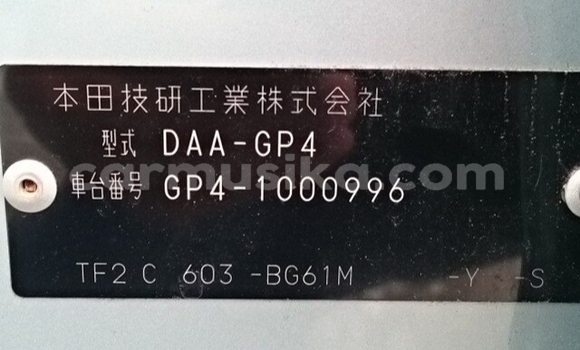 本田技研工業株式会社
型式 DAA-GP4
carmusika.com
車台番号 GP4-1000996
TF2 C 603 -BG61M -Y -S